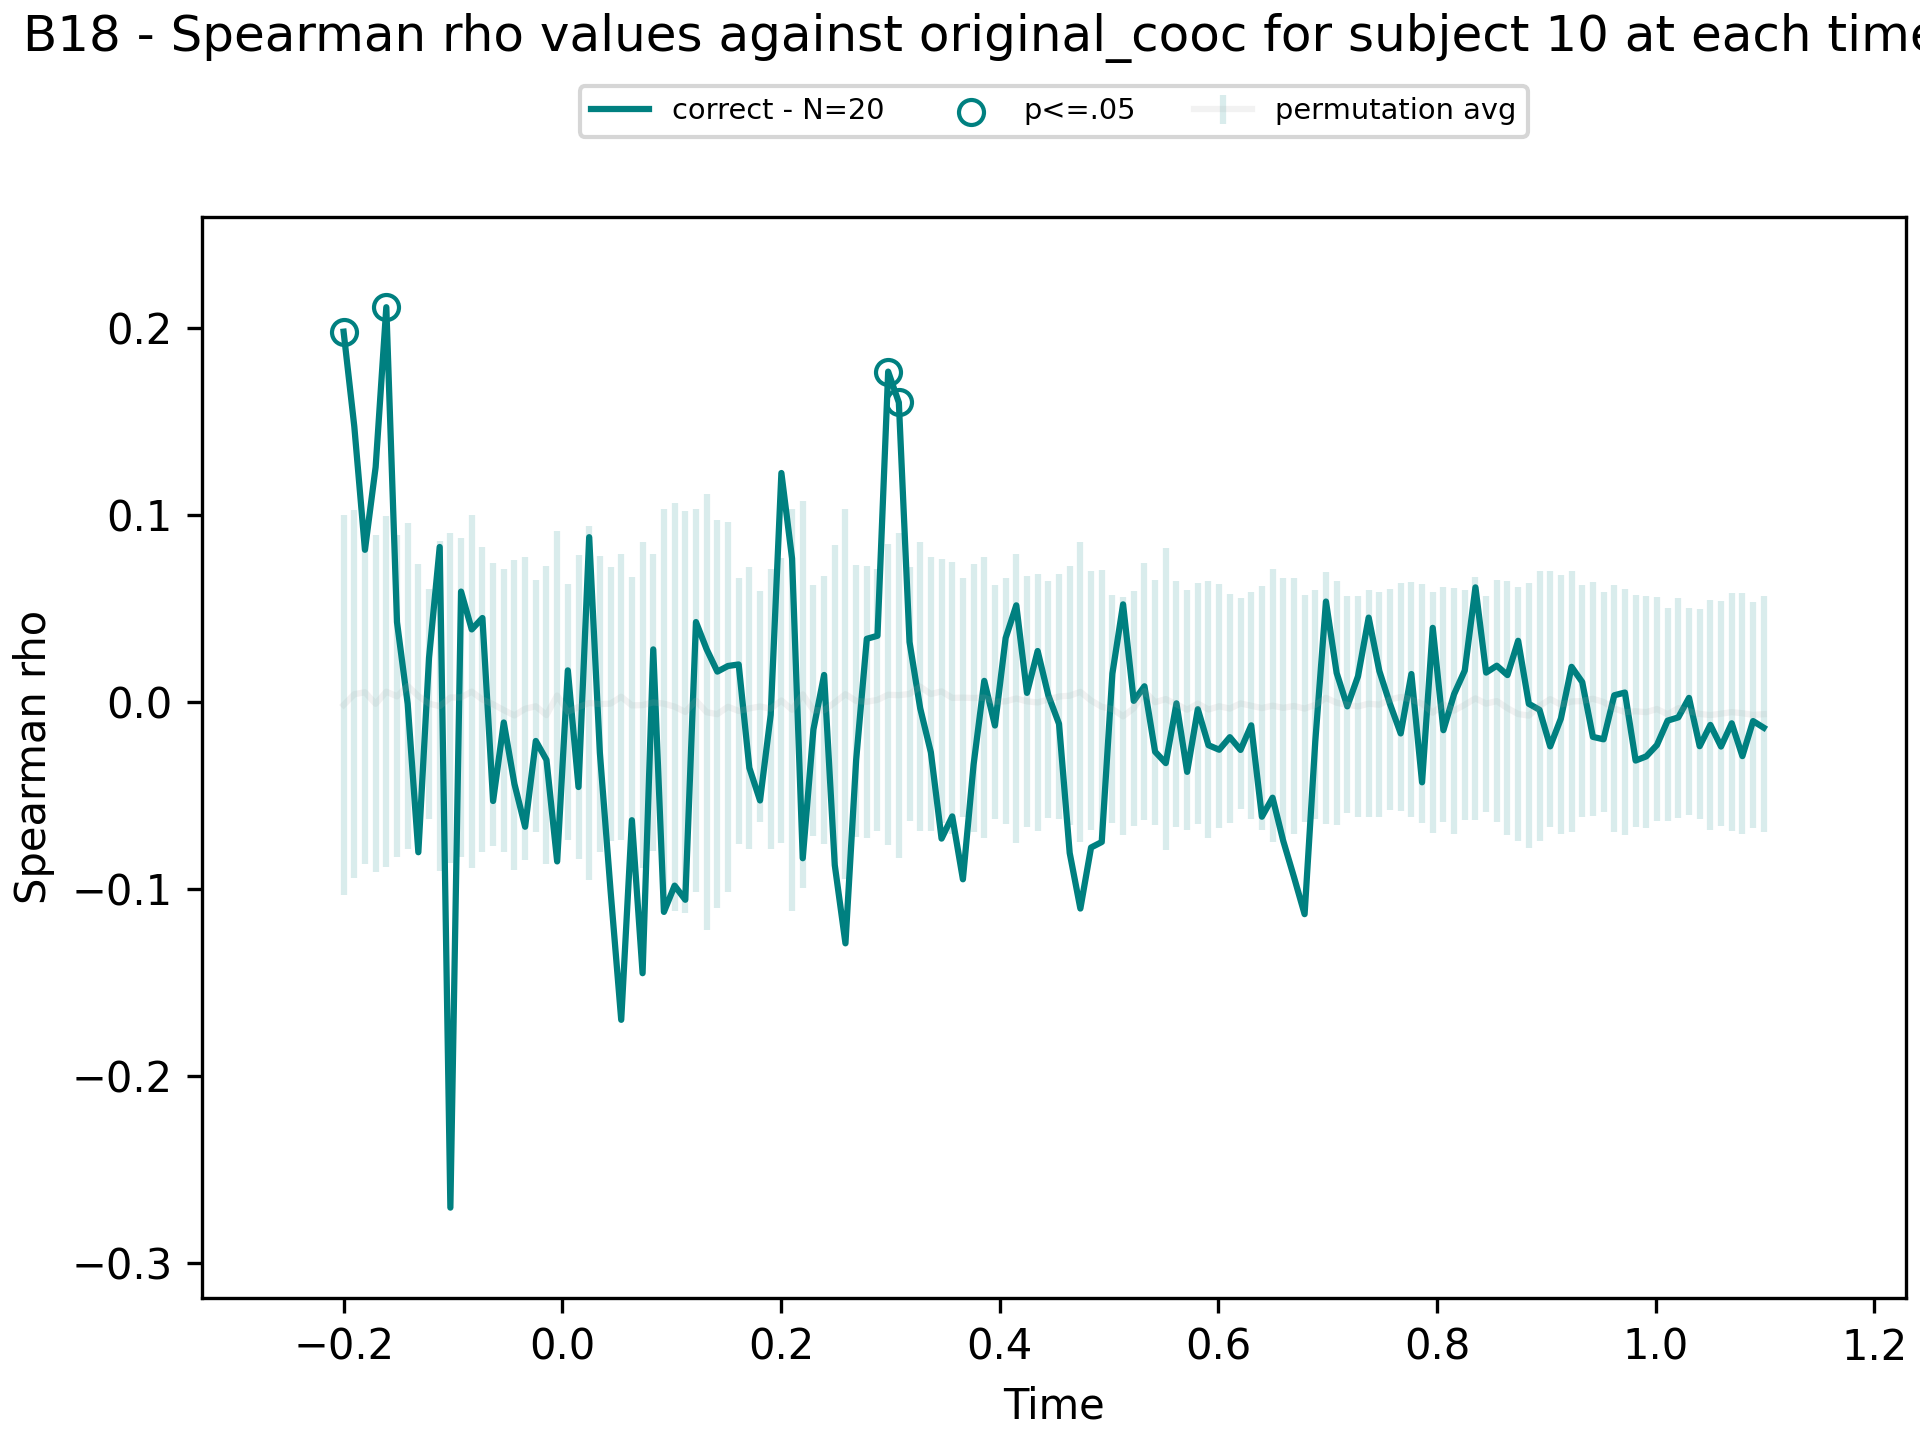 B18 - Spearman rho values against original_cooc for subject 10 at each time
correct - N=20 p<=.05 permutation avg
0.2
0.1
0.0
−0.1
−0.2
−0.3
Spearman rho
−0.2 0.0 0.2 0.4 0.6 0.8 1.0 1.2
Time